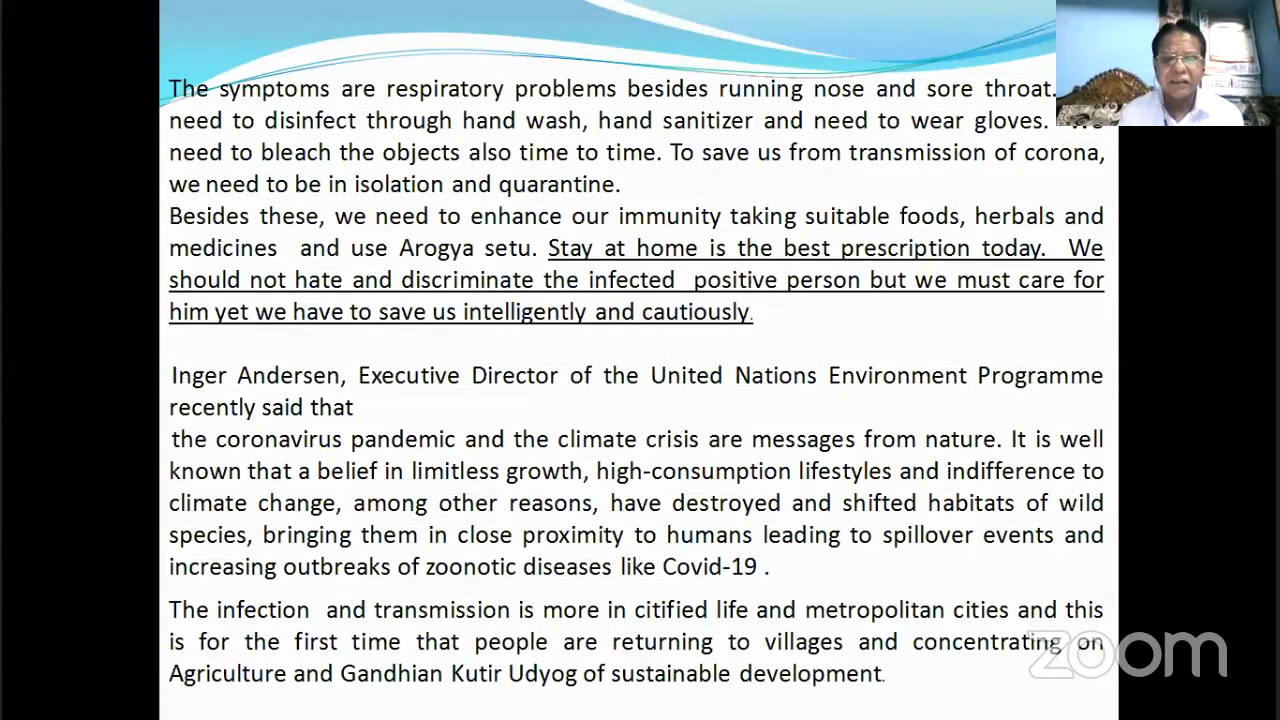 The symptoms are respiratory problems besides running nose and sore throat.
need to disinfect through hand wash, hand sanitizer and need to wear gloves.
need to bleach the objects also time to time. To save us from transmission of corona,
we need to be in isolation and quarantine.
Besides these, we need to enhance our immunity taking suitable foods, herbals and
medicines and use Arogya setu. Stay at home is the best prescription today. We
should not hate and discriminate the infected positive person but we must care for
him yet we have to save us intelligently and cautiously.
Inger Andersen, Executive Director of the United Nations Environment Programme
recently said that
the coronavirus pandemic and the climate crisis are messages from nature. It is well
known that a belief in limitless growth, high-consumption lifestyles and indifference to
climate change, among other reasons, have destroyed and shifted habitats of wild
species, bringing them in close proximity to humans leading to spillover events and
increasing outbreaks of zoonotic diseases like Covid-19 .
The infection and transmission is more in citified life and metropolitan cities and this
is for the first time that people are returning to villages and concentrating on
Agriculture and Gandhian Kutir Udyog of sustainable development.
zoom